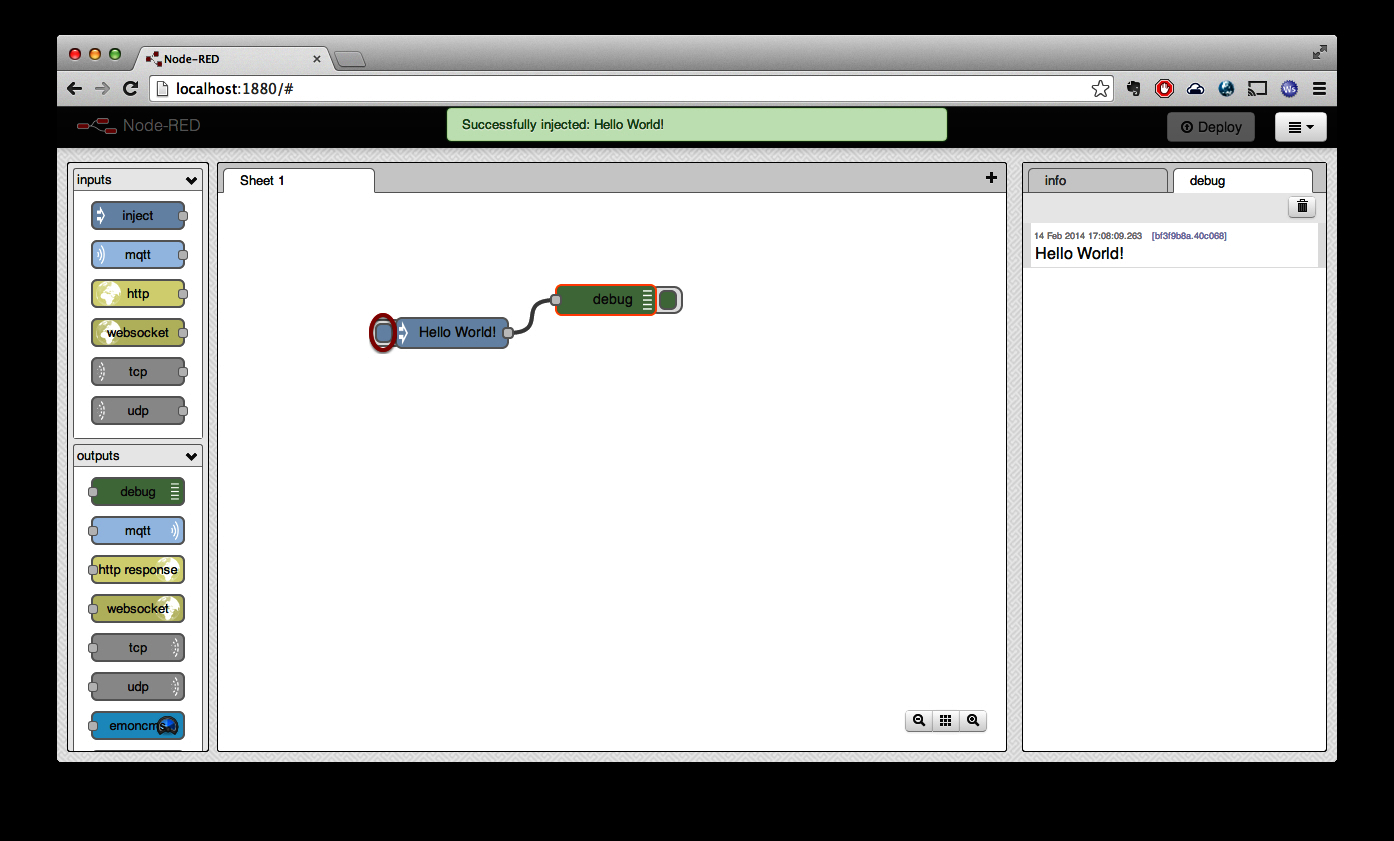 Node-RED
localhost:1880/#
Ws
Node-RED
Successfully injected: Hello World!
Deploy
inputs
inject
mqtt
http
websocket
tcp
udp
outputs
debug
mqtt
http response
websocket
tcp
udp
emoncms
Sheet 1
Hello World!
debug
info
debug
14 Feb 2014 17:08:09.263 [bf3f9b8a.40c068]
Hello World!